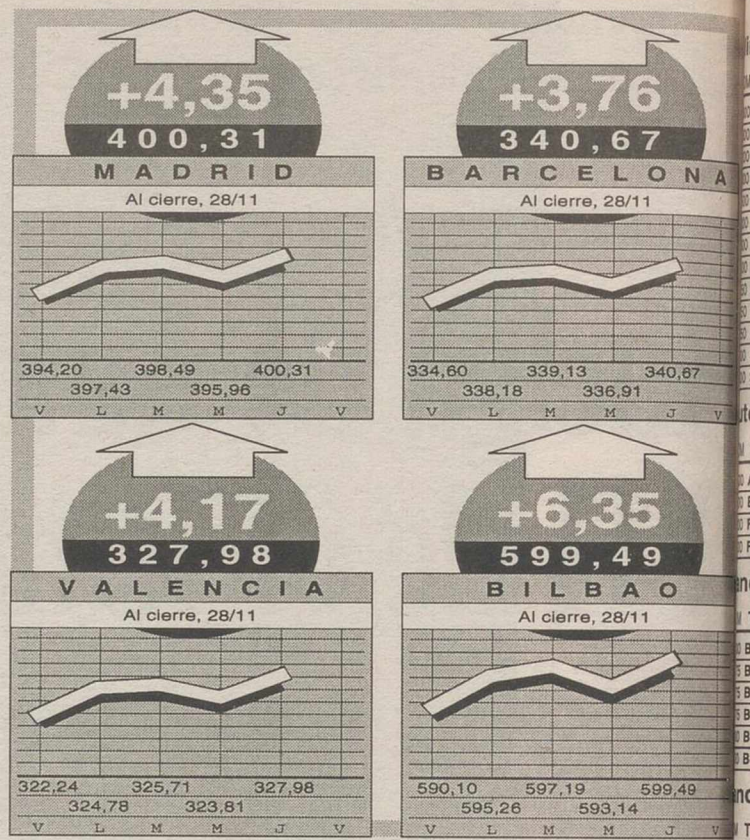 +4,35
400,31
MADRID
Al cierre, 28/11
394,20 398,49 400,31
397,43 395,96
V L M M J V
+3,76
340,67
BARCELONA
Al cierre, 28/11
334,60 339,13 340,67
338,18 336,91
V L M M J V
+4,17
327,98
VALENCIA
Al cierre, 28/11
322,24 325,71 327,98
324,78 323,81
V L M M J V
+6,35
599,49
BILBAO
Al cierre, 28/11
590,10 597,19 599,49
595,26 593,14
V L M M J V